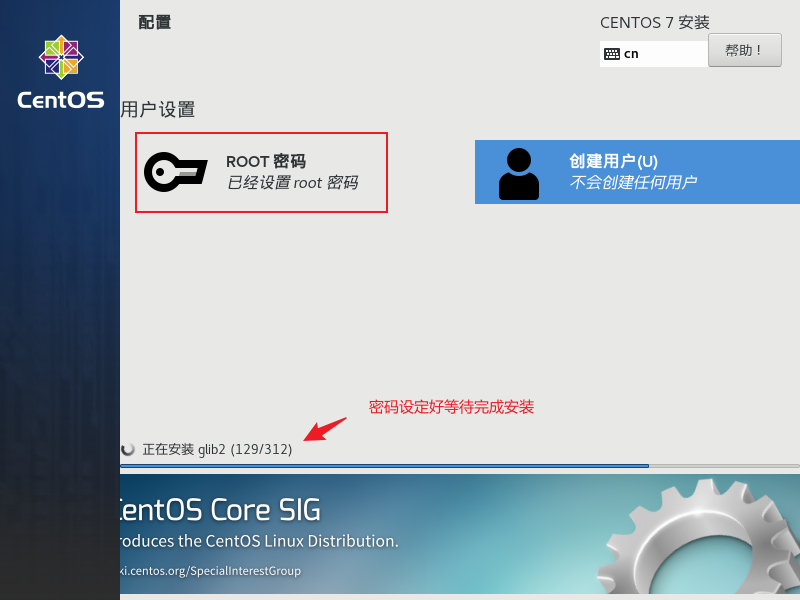 配置
CENTOS 7 安装
cn
帮助！
CentOS
用户设置
ROOT 密码
已经设置 root 密码
创建用户(U)
不会创建任何用户
密码设定好等待完成安装
正在安装 glib2 (129/312)
CentOS Core SIG
roduces the CentOS Linux Distribution.
ki.centos.org/SpecialInterestGroup